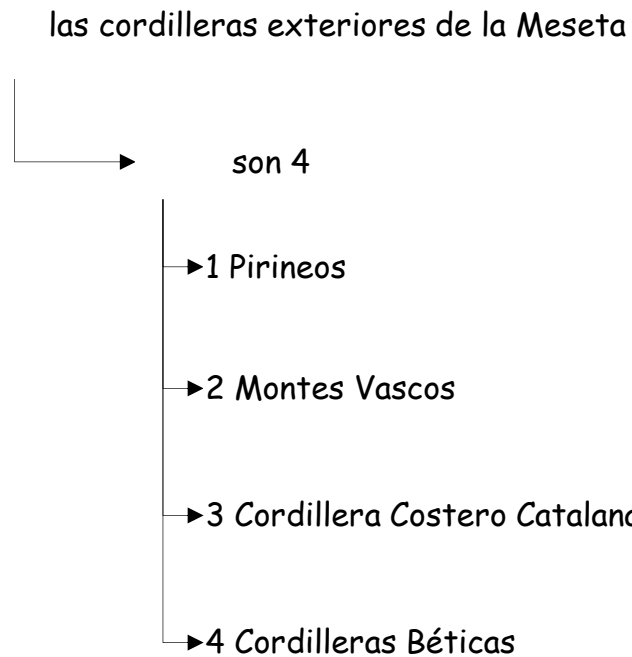 las cordilleras exteriores de la Meseta
son 4
1 Pirineos
2 Montes Vascos
3 Cordillera Costero Catalana
4 Cordilleras Béticas